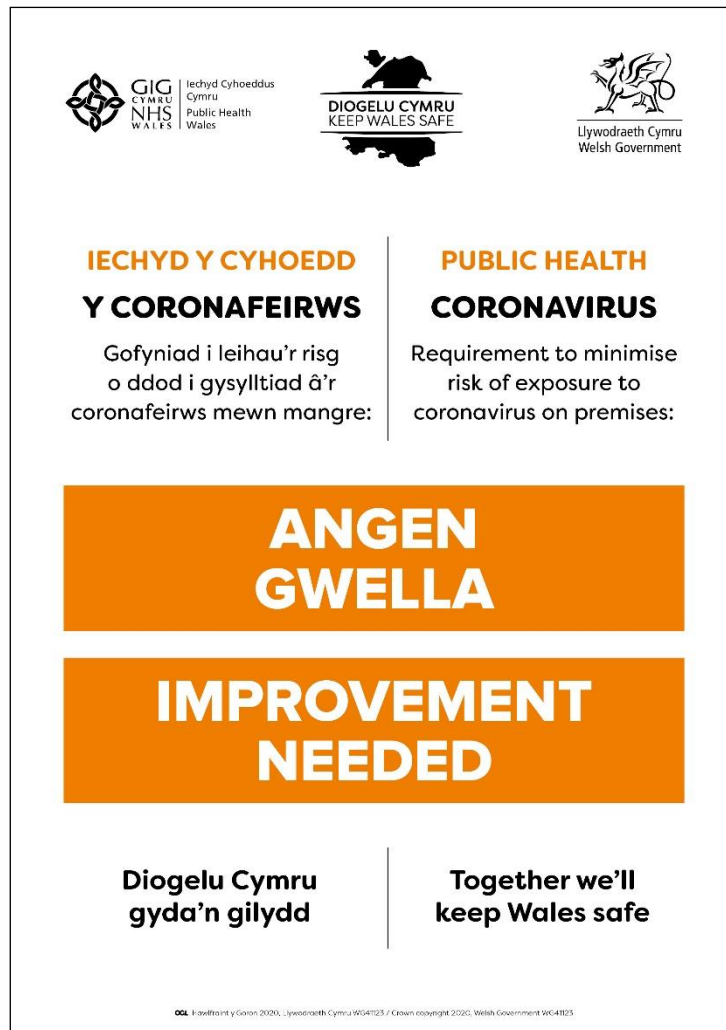 GIG
CYMRU
NHS
WALES
Iechyd Cyhoeddus
Cymru
Public Health
Wales
DIOGELU CYMRU
KEEP WALES SAFE
Llywodraeth Cymru
Welsh Government
IECHYD Y CYHOEDD
Y CORONAFEIRWS
Gofyniad i leihau’r risg
o ddod i gysylltiad â’r
coronafeirws mewn mangre:
PUBLIC HEALTH
CORONAVIRUS
Requirement to minimise
risk of exposure to
coronavirus on premises:
ANGEN
GWELLA
IMPROVEMENT
NEEDED
Diogelu Cymru
gyda’n gilydd
Together we’ll
keep Wales safe
OGL Hawlfraint y Goron 2020, Llywodraeth Cymru WG41123 / Crown copyright 2020, Welsh Government WG41123